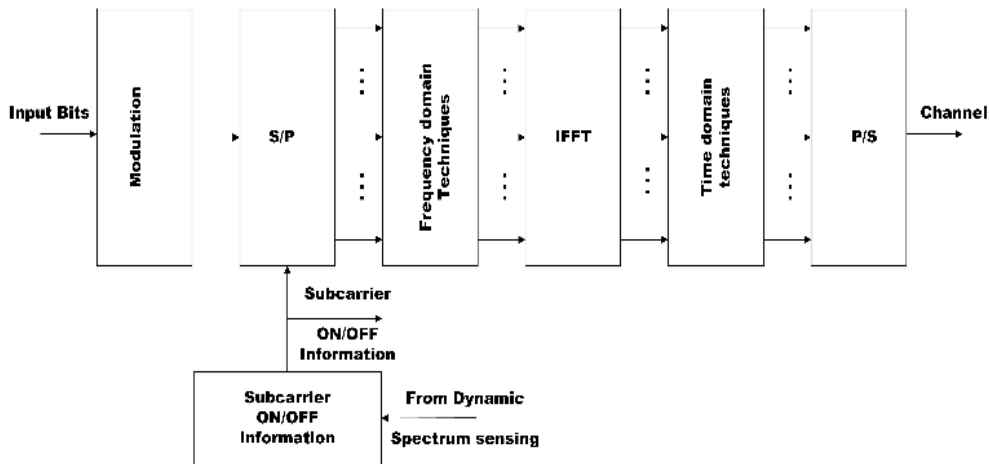 Input Bits
Modulation
S/P
Frequency domain
Techniques
IFFT
Time domain
techniques
P/S
Channel
Subcarrier
ON/OFF
Information
Subcarrier
ON/OFF
Information
From Dynamic
Spectrum sensing